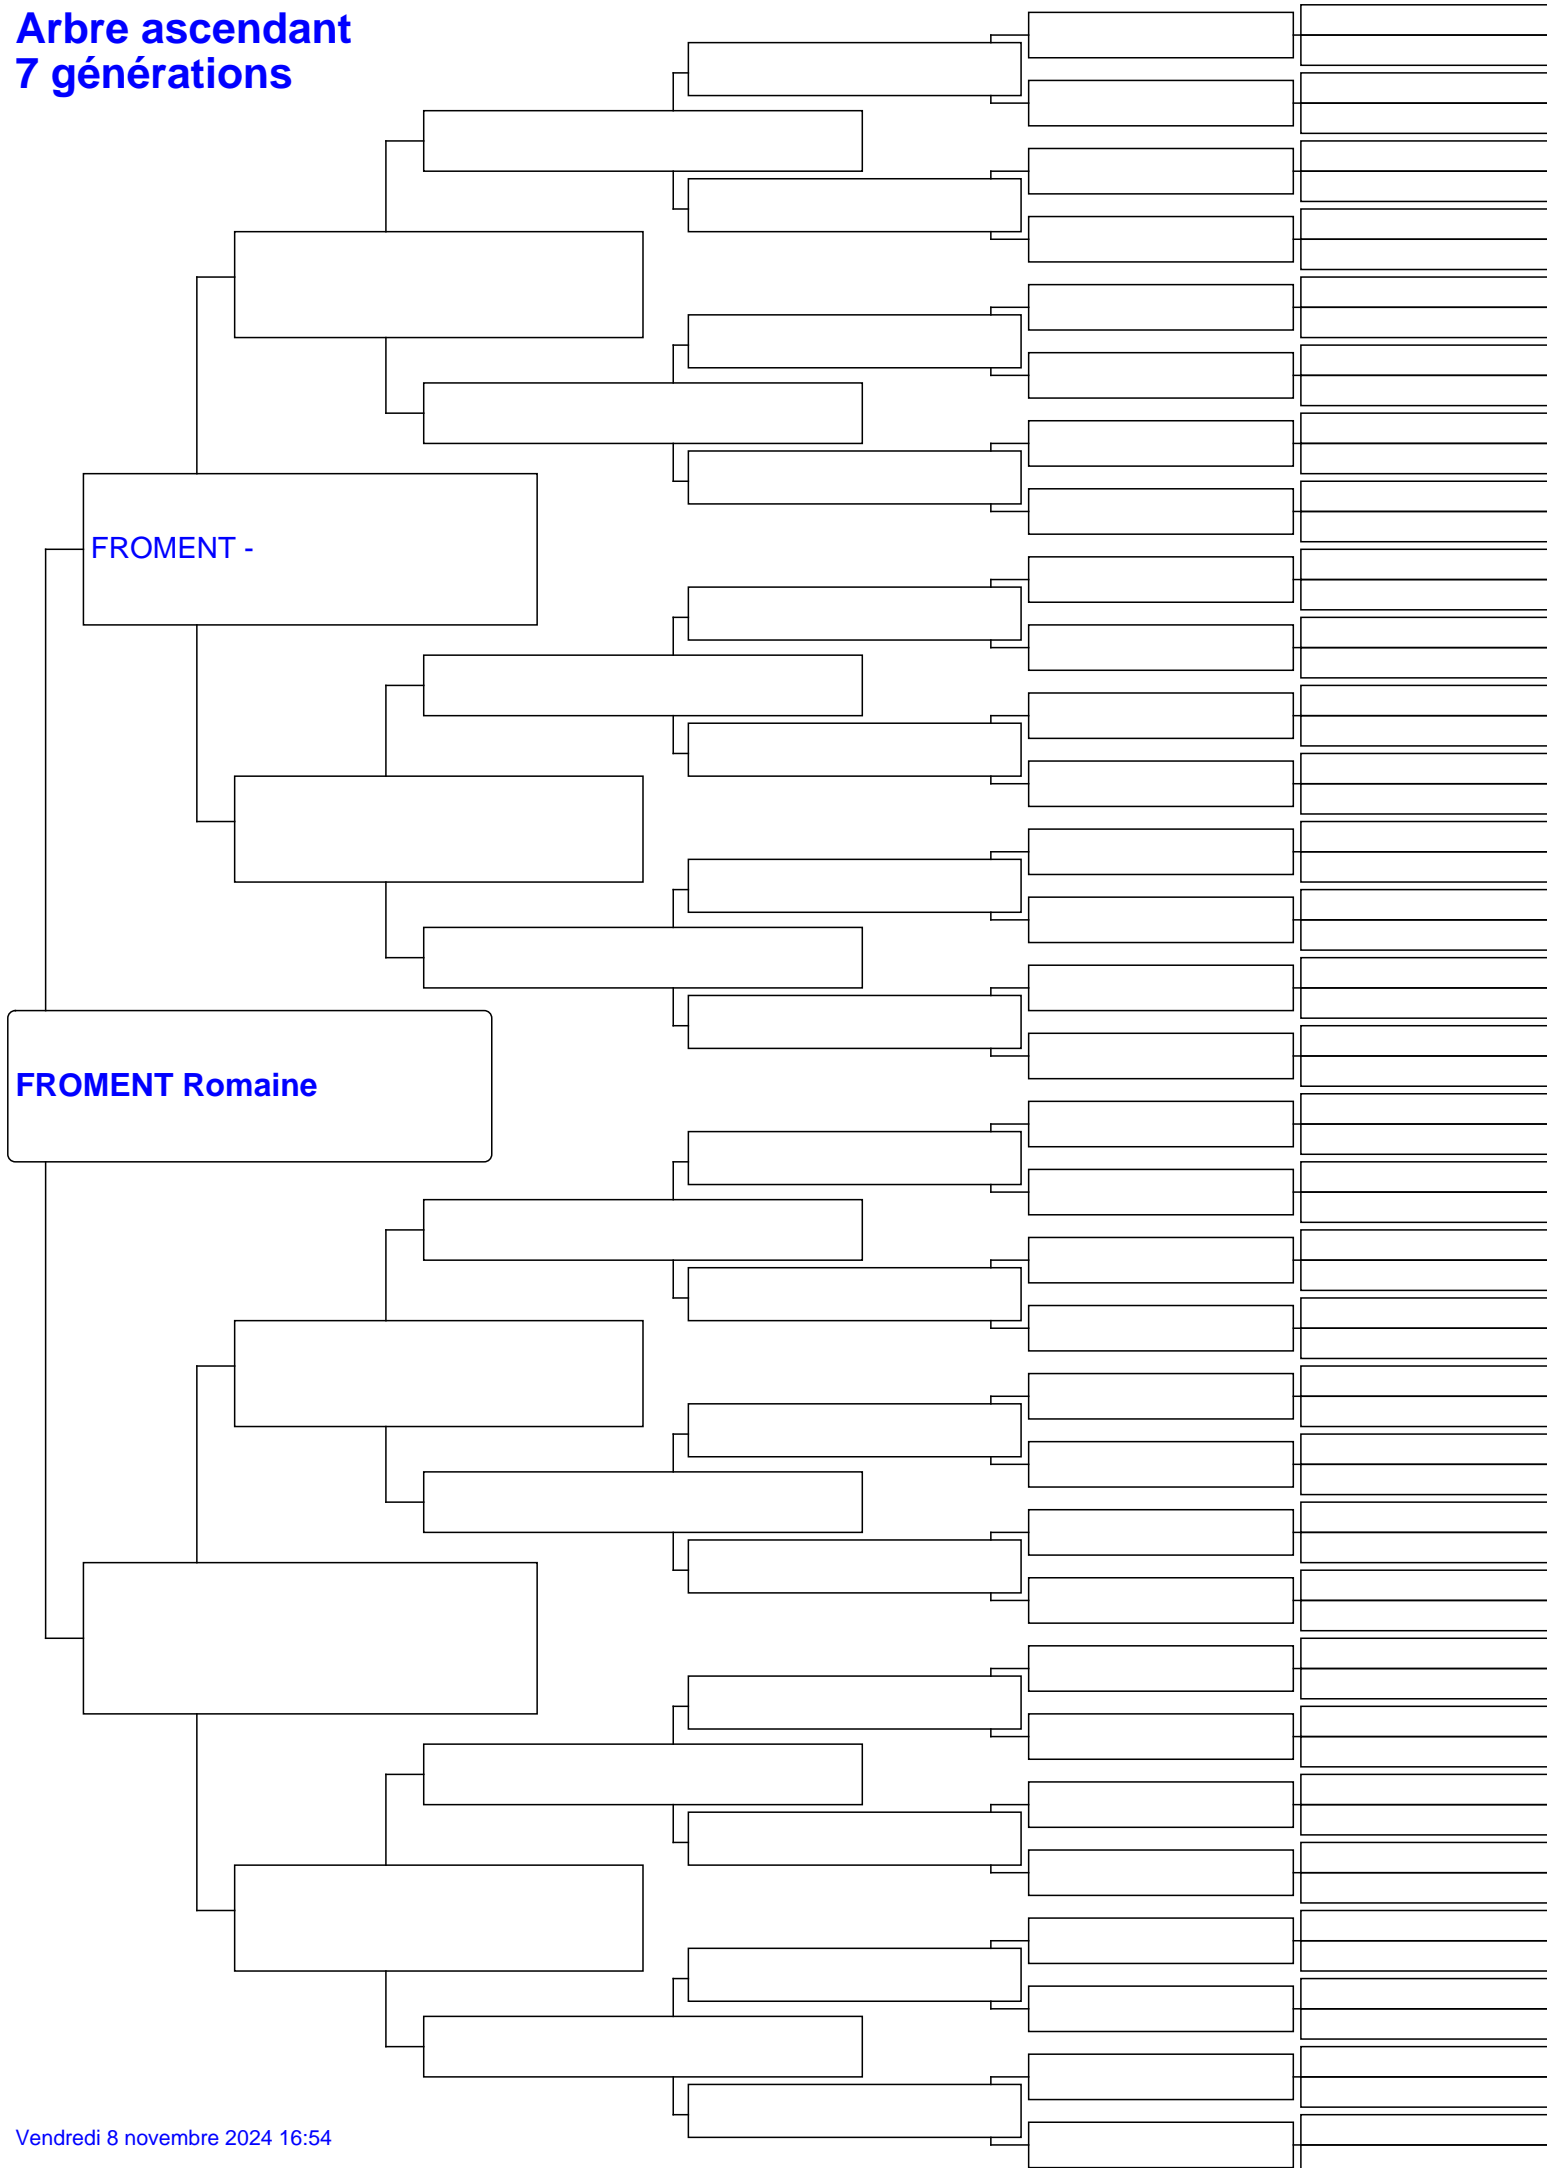 Arbre ascendant
7 générations
FROMENT -
FROMENT Romaine
Vendredi 8 novembre 2024 16:54